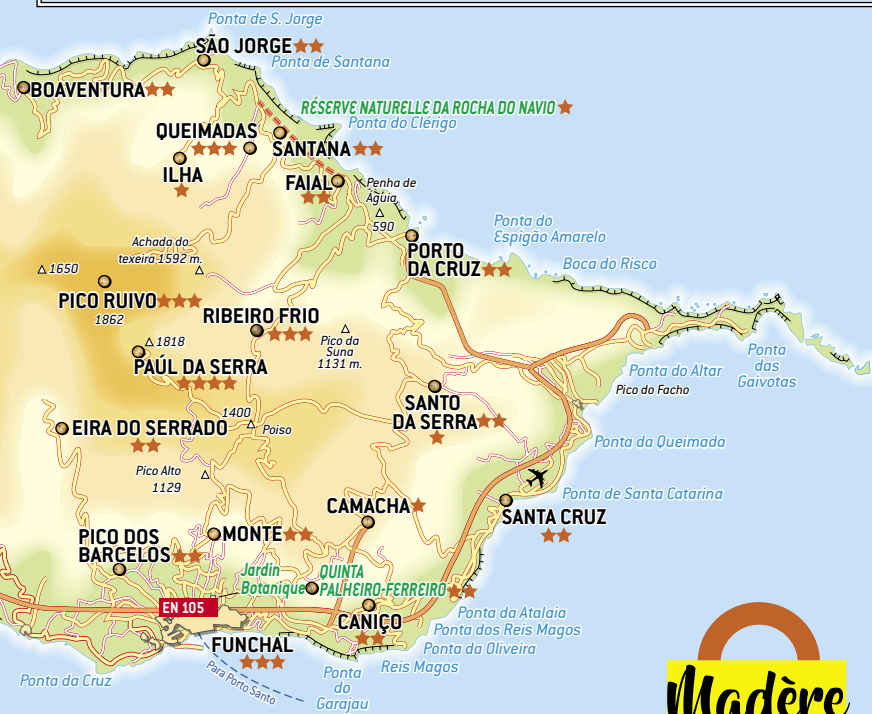 Ponta de S. Jorge
SÃO JORGE
Ponta de Santana
BOAVENTURA
RÉSERVE NATURELLE DA ROCHA DO NAVIO
Ponta do Clérigo
QUEIMADAS
SANTANA
ILHA
FAIAL
Penha de
Águia
590
Ponta do
Espigão Amarelo
PORTO
DA CRUZ
Achada do
texeira 1592 m.
Boca do Risco
1650
PICO RUIVO
1862
RIBEIRO FRIO
1818
Pico da
Suna
1131 m.
PAÚL DA SERRA
Ponta
das
Gaivotas
Ponta do Altar
Pico do Facho
SANTO
DA SERRA
1400
Poiso
EIRA DO SERRADO
Ponta da Queimada
Pico Alto
1129
Ponta de Santa Catarina
CAMACHA
SANTA CRUZ
PICO DOS
BARCELOS
MONTE
Jardin
Botanique
QUINTA
PALHEIRO-FERREIRO
EN 105
CANIÇO
Ponta da Atalaia
Ponta dos Reis Magos
Ponta da Oliveira
Reis Magos
FUNCHAL
Para Porto Santo
Ponta
do
Garajau
Ponta da Cruz
Madère